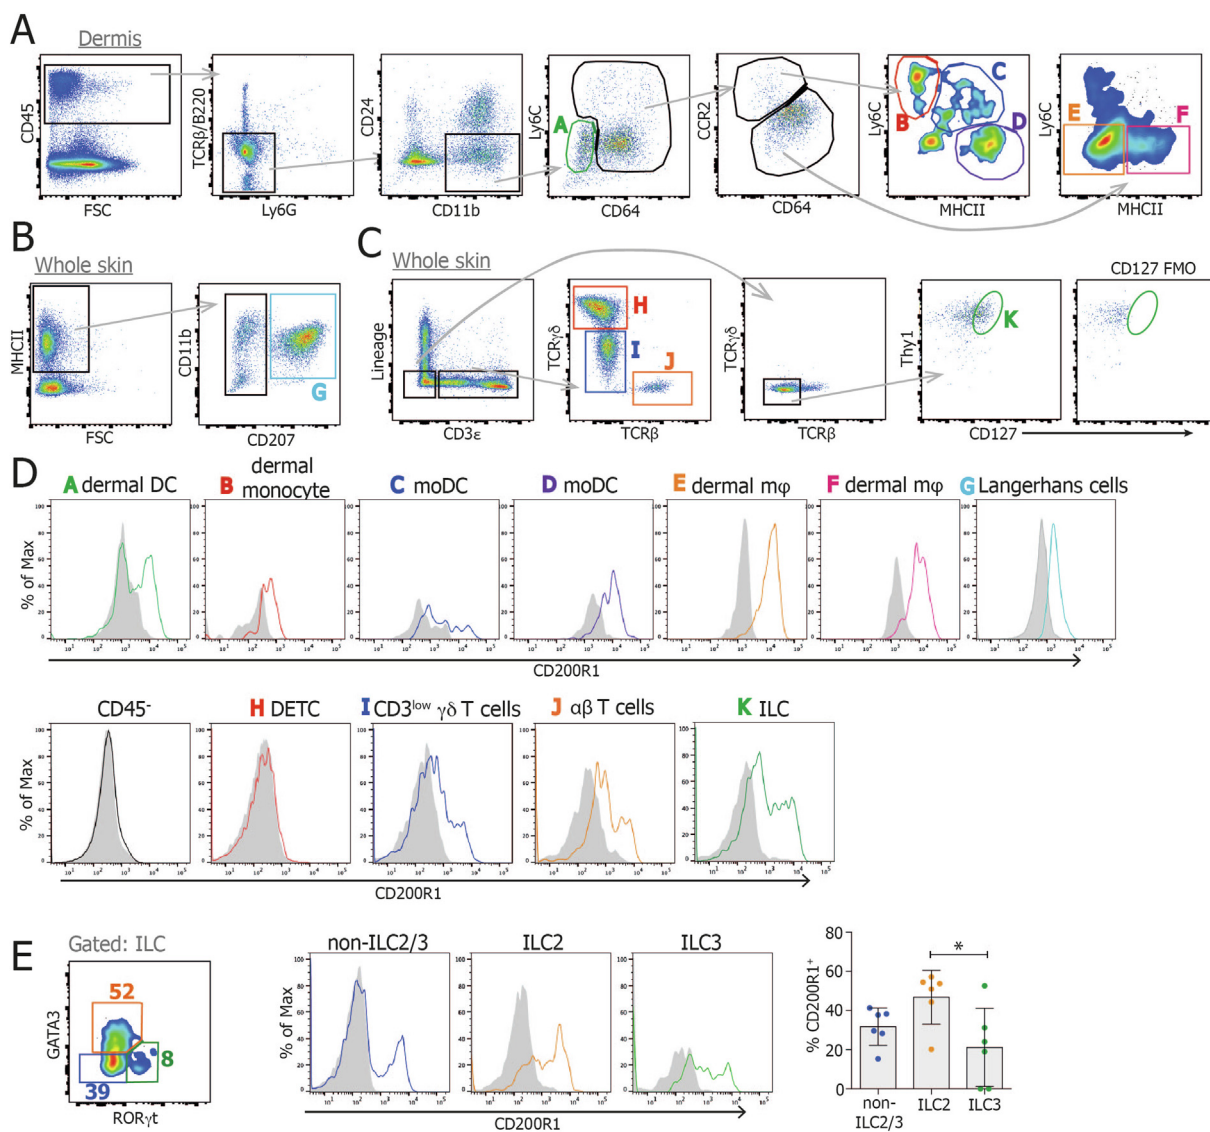 A
Dermis
CD45
FSC
TCRβ/B220
Ly6G
CD24
CD11b
Ly6C
A
CD64
CCR2
CD64
Ly6C
B
C
D
MHCII
Ly6C
E
F
MHCII
B
Whole skin
MHCII
FSC
CD11b
G
CD207
C
Whole skin
Lineage
CD3ε
TCRγδ
H
I
J
TCRβ
TCRγδ
TCRβ
Thy1
K
CD127
CD127 FMO
D
A dermal DC
B dermal
monocyte
C moDC
D moDC
E dermal mφ
F dermal mφ
G Langerhans cells
% of Max
CD200R1
CD45-
H DETC
I CD3low γδ T cells
J αβ T cells
K ILC
% of Max
CD200R1
E
Gated: ILC
GATA3
52
8
39
RORγt
non-ILC2/3
ILC2
ILC3
% of Max
CD200R1
% CD200R1+
80
60
40
20
0
*
non-
ILC2/3
ILC2
ILC3